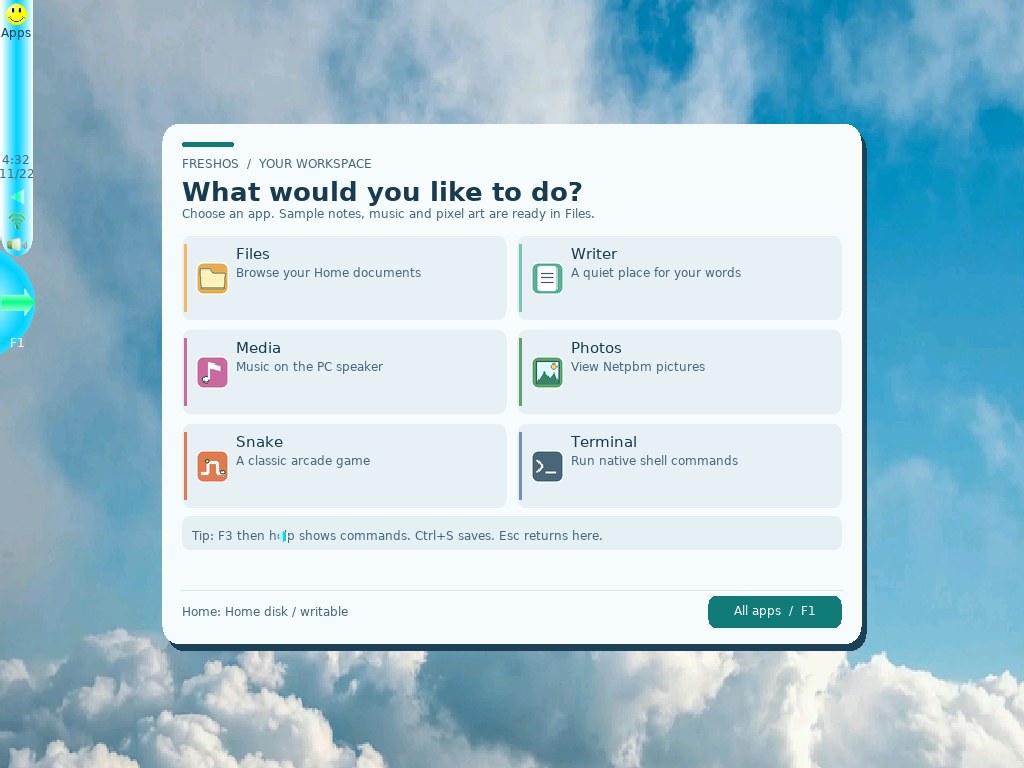 Apps
4:32
11/22
F1
FRESHOS / YOUR WORKSPACE
What would you like to do?
Choose an app. Sample notes, music and pixel art are ready in Files.
Files
Browse your Home documents
Writer
A quiet place for your words
Media
Music on the PC speaker
Photos
View Netpbm pictures
Snake
A classic arcade game
Terminal
Run native shell commands
Tip: F3 then help shows commands. Ctrl+S saves. Esc returns here.
Home: Home disk / writable
All apps / F1